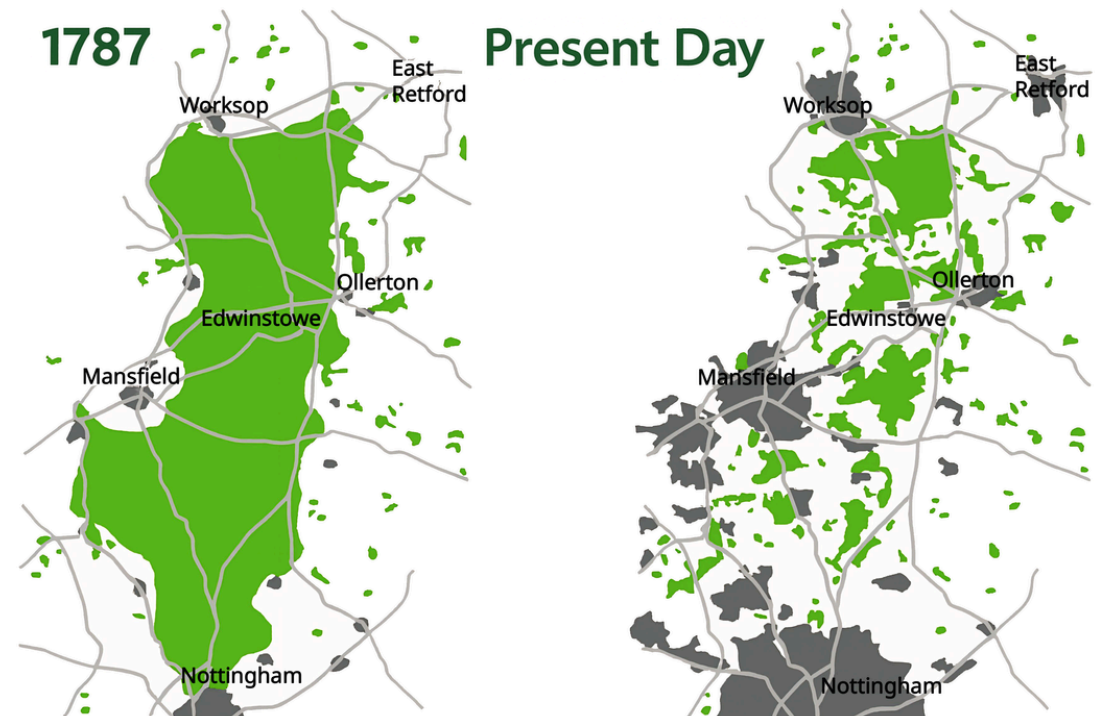 1787
East
Retford
Worksop
Ollerton
Edwinstowe
Mansfield
Nottingham
Present Day
East
Retford
Worksop
Ollerton
Edwinstowe
Mansfield
Nottingham